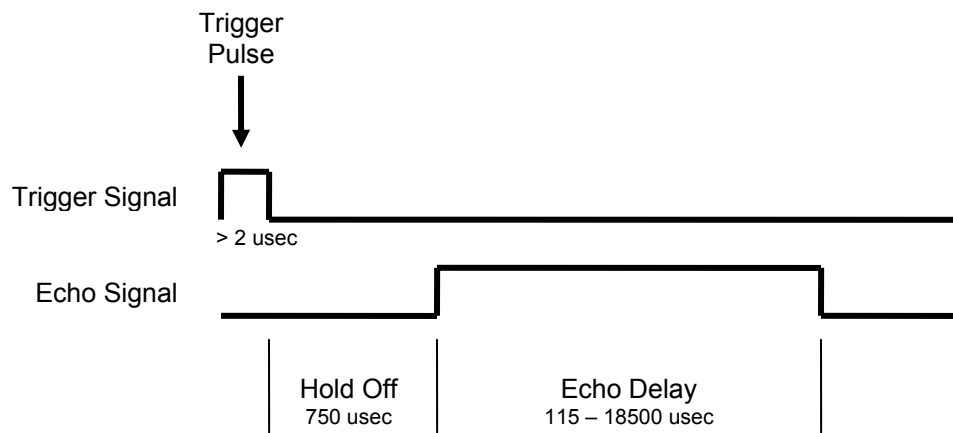 Trigger
Pulse
Trigger Signal
> 2 usec
Echo Signal
Hold Off
750 usec
Echo Delay
115 – 18500 usec